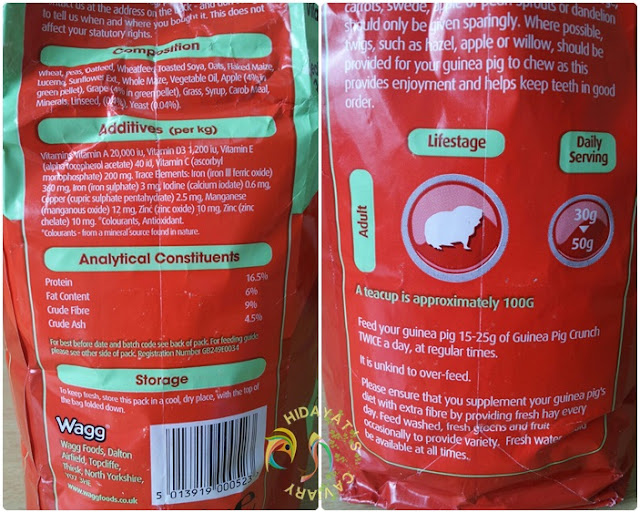 us at the address on the back - and
to tell us when and where you bought it. This does not
affect your statutory rights.
Composition
Wheat, Peas, Oatfeed, Wheatfeed, Toasted Soya, Oats, Flaked Maize,
Lucerne, Sunflower Ext., Whole Maze, Vegetable Oil, Apple (4% in
green pellet), Grape (4% in green pellet), Grass, Syrup, Carob Meal,
Minerals, Linseed, Yeast (0.04%).
Additives (per kg)
Vitamins: Vitamin A 20,000 iu, Vitamin D3 1,200 iu, Vitamin E
(alpha tocopherol acetate) 40 iu, Vitamin C (ascorbyl
monophosphate) 200 mg. Trace Elements: Iron (iron III ferric oxide)
360 mg, Iron (iron sulphate) 3 mg, Iodine (calcium iodate) 0.6 mg,
Copper (cupric sulphate pentahydrate) 2.5 mg, Manganese
(manganous oxide) 12 mg, Zinc (zinc oxide) 10 mg, Zinc (zinc
chelate) 10 mg. *Colourants, Antioxidant.
*Colourants - from a mineral source found in nature.
Analytical Constituents
Protein 16.5%
Fat Content 6%
Crude Fibre 9%
Crude Ash 4.5%
For best before date and batch code see back of pack. For feeding guide
please see other side of pack. Registration Number GB249E0034
Storage
To keep fresh, store this pack in a cool, dry place, with the top of
the bag folded down.
Wagg
Wagg Foods, Dalton
Airfield, Topcliffe,
Thirsk, North Yorkshire,
YO7 3HE
www.waggfoods.co.uk
5 013919 000523
e
carrots, swede, apple or pear, sprouts or dandelion
should only be given sparingly. Where possible,
twigs, such as hazel, apple or willow, should be
provided for your guinea pig to chew as this
provides enjoyment and helps keep teeth in good
order.
Lifestage
Daily
Serving
Adult
30g
50g
A teacup is approximately 100G
Feed your guinea pig 15-25g of Guinea Pig Crunch
TWICE a day, at regular times.
It is unkind to over-feed.
Please ensure that you supplement your guinea pig's
diet with extra fibre by providing fresh hay every
day. Feed washed, fresh greens and fruit
occasionally to provide variety. Fresh water
be available at all times.
HIDAYATI'S CAVIARY